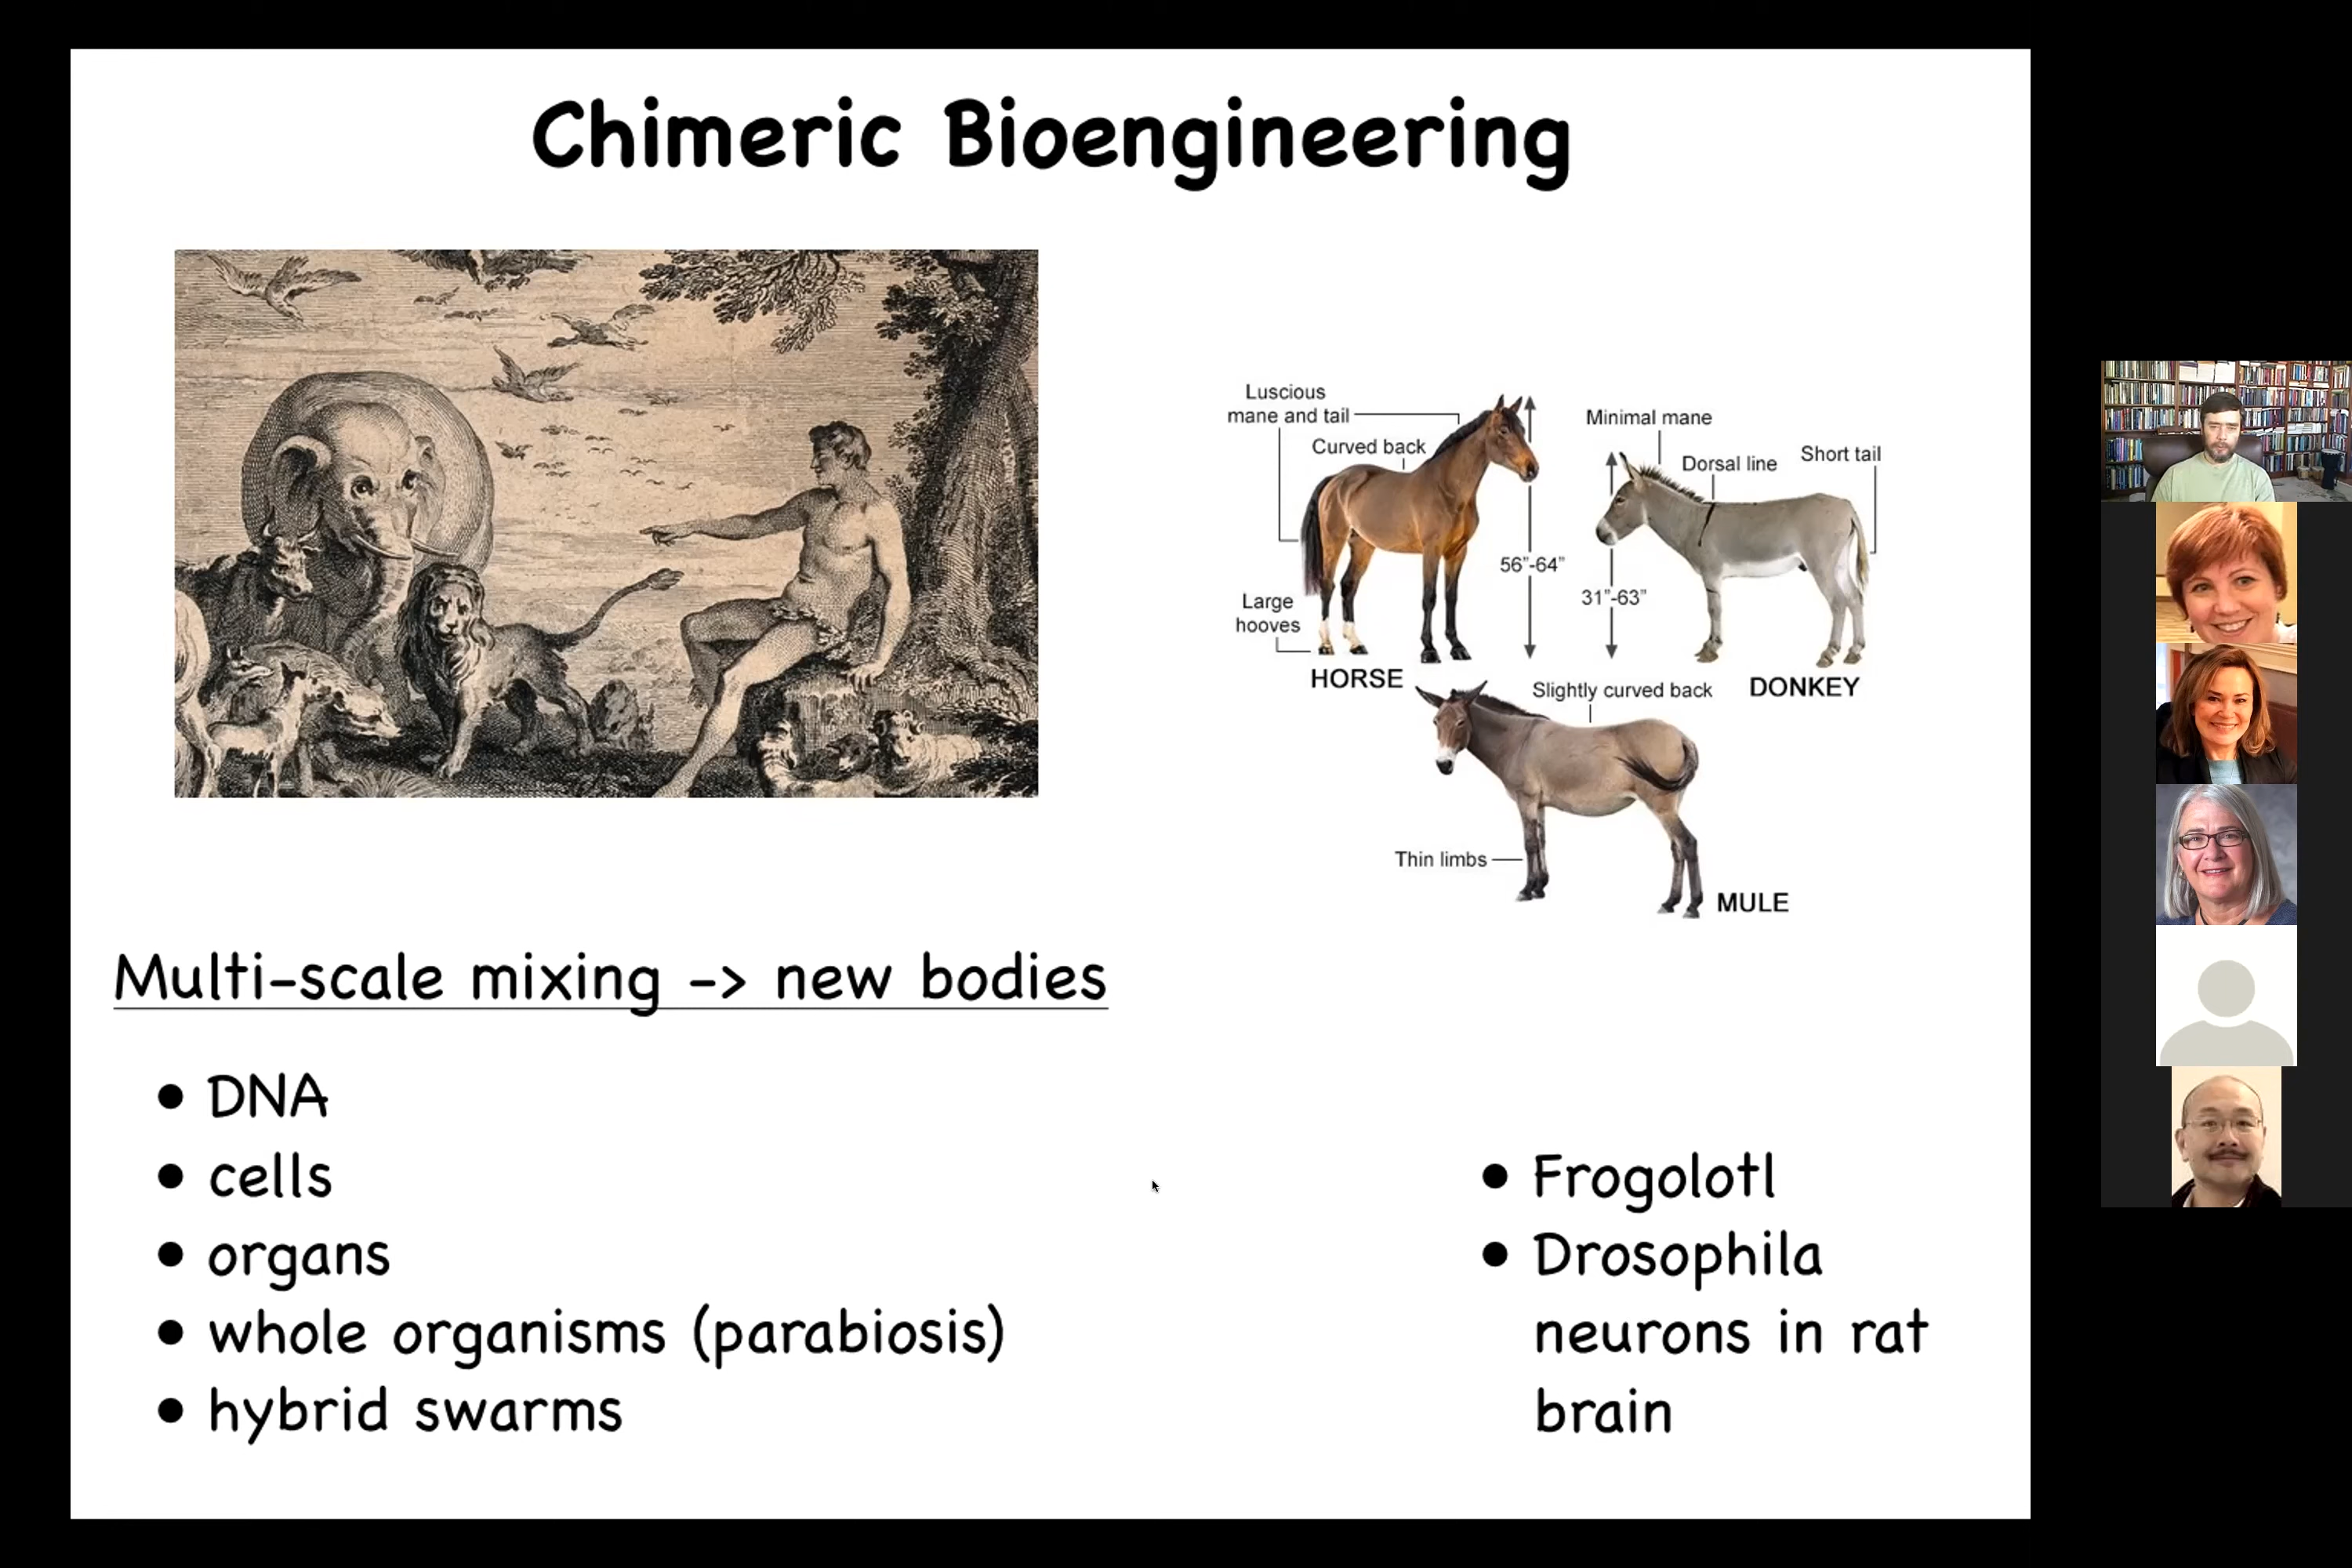 Chimeric Bioengineering
Luscious
mane and tail
Curved back
56"-64"
Large
hooves
HORSE
Minimal mane
Dorsal line
Short tail
31"-63"
DONKEY
Slightly curved back
Thin limbs
MULE
Multi-scale mixing -> new bodies
● DNA
● cells
● organs
● whole organisms (parabiosis)
● hybrid swarms
● Frogolotl
● Drosophila
neurons in rat
brain